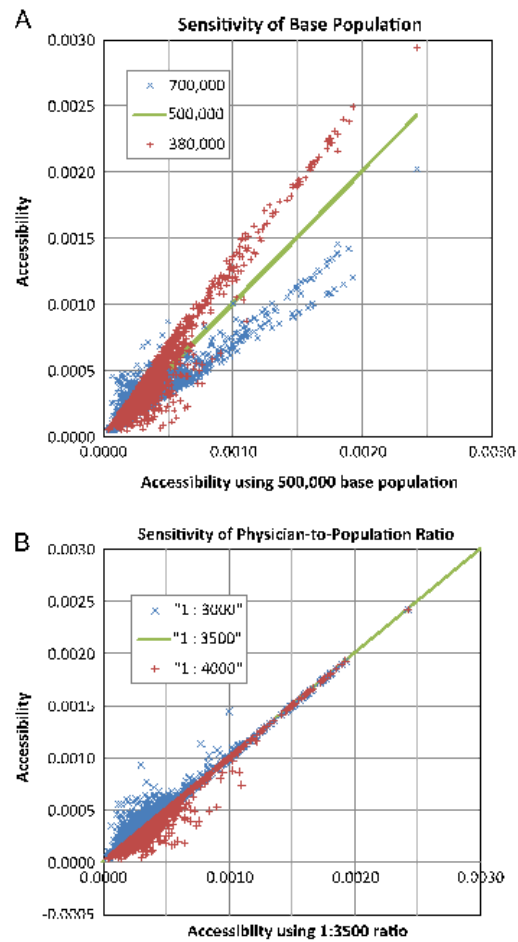 A
Sensitivity of Base Population
0.0030
0.0025
0.0020
0.0015
0.0010
0.0005
0.0000
Accessibility
700,000
500,000
380,000
0.0000 0.0010 0.0020 0.0030
Accessibility using 500,000 base population
B
Sensitivity of Physician-to-Population Ratio
0.0030
0.0025
0.0020
0.0015
0.0010
0.0005
0.0000
-0.0005
Accessibility
"1 : 3000"
"1 : 3500"
"1 : 4000"
0.0000 0.0010 0.0020 0.0030
Accessiblity using 1:3500 ratio